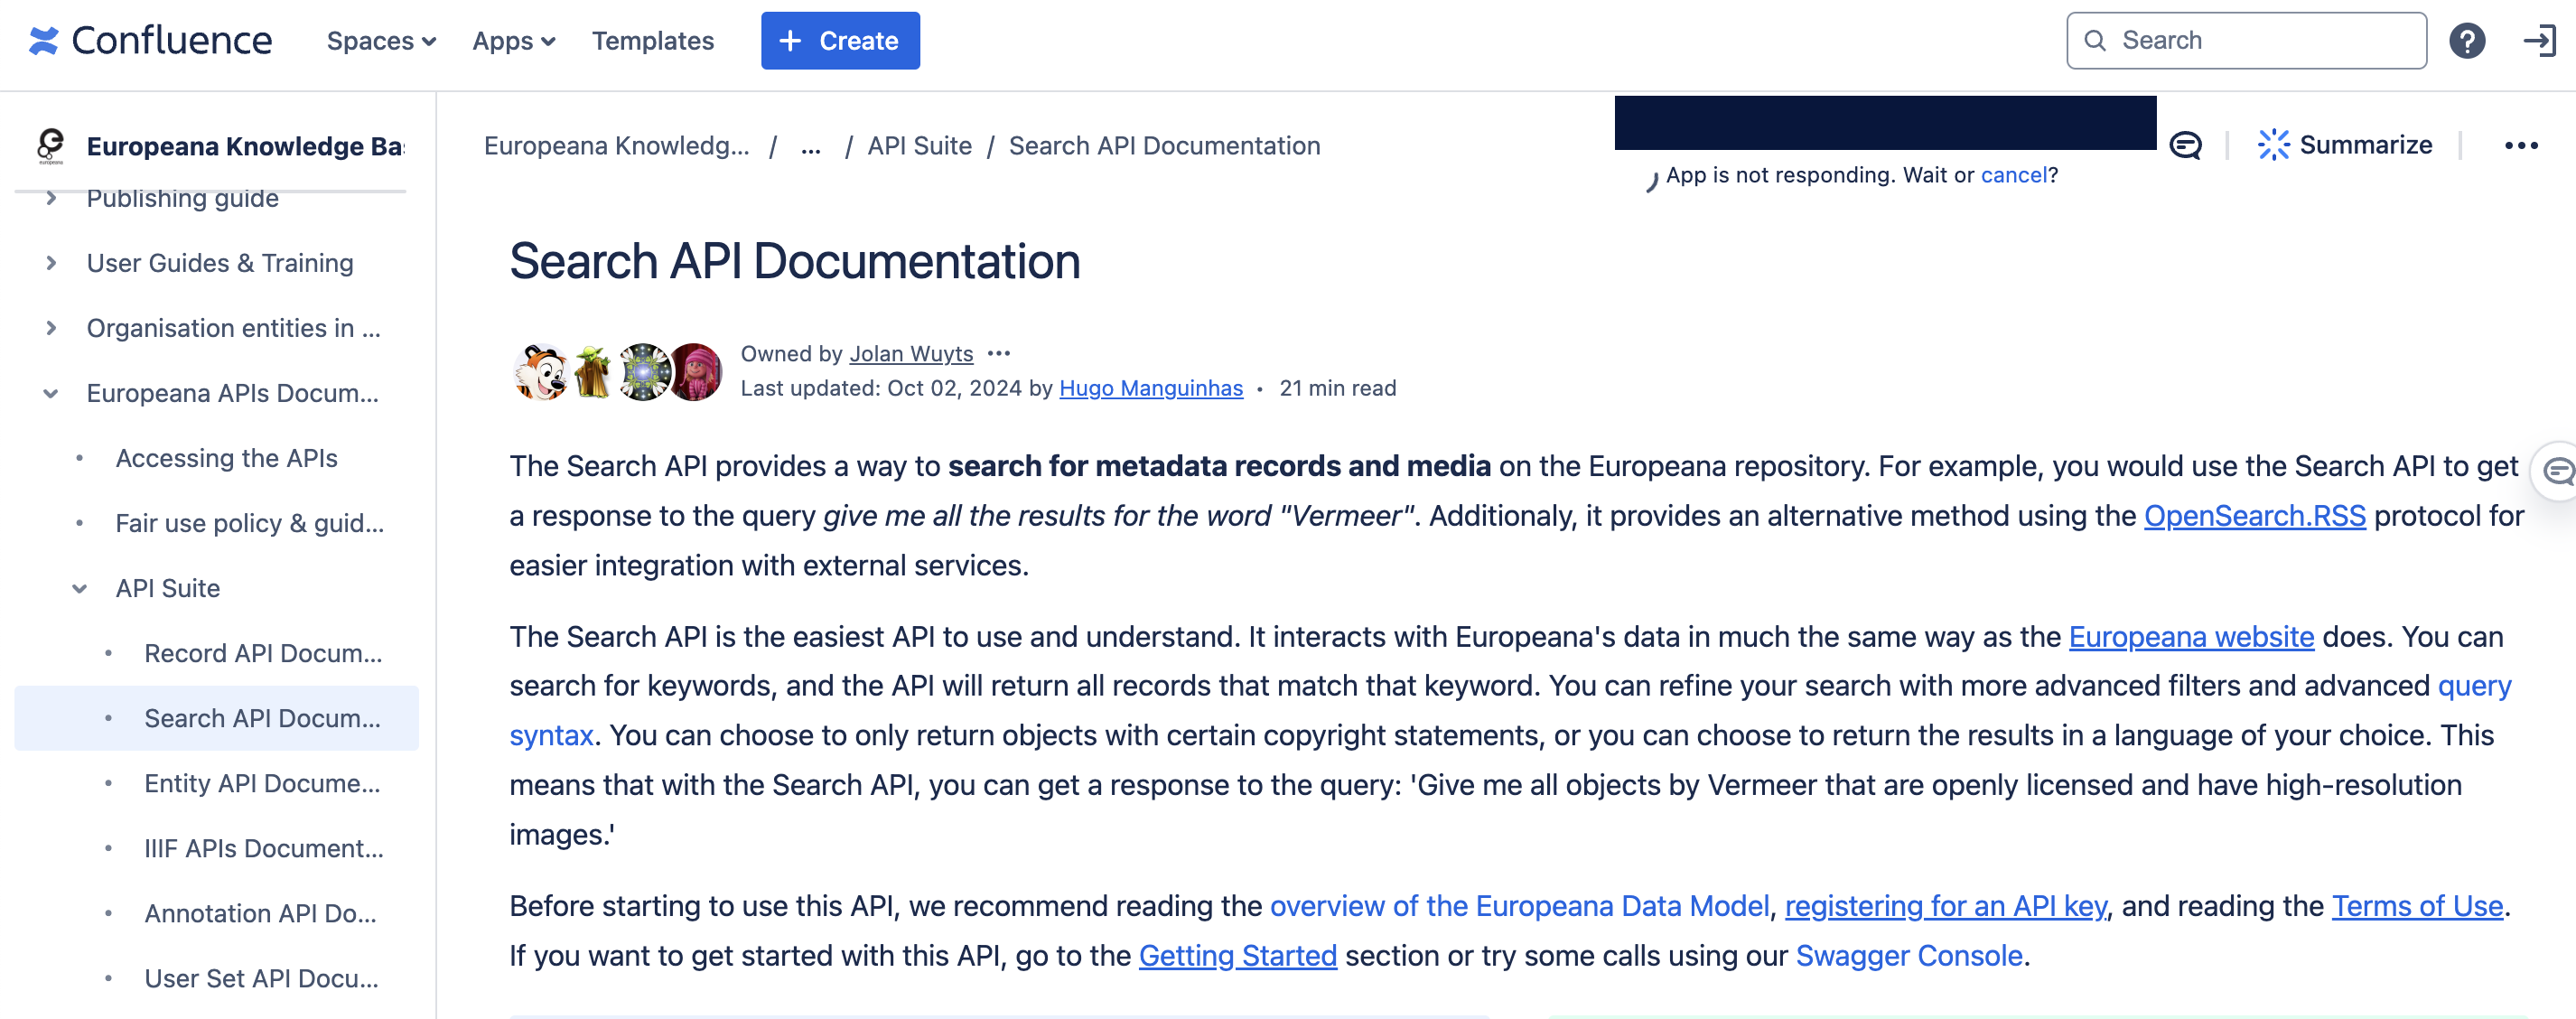 Confluence
Spaces
Apps
Templates
+ Create
Search
?
Europeana Knowledge Ba
europeana
Publishing guide
User Guides & Training
Organisation entities in ...
Europeana APIs Docum...
Accessing the APIs
Fair use policy & guid...
API Suite
Record API Docum...
Search API Docum...
Entity API Docume...
IIIF APIs Document...
Annotation API Do...
User Set API Docu...
Europeana Knowledg... / ... / API Suite / Search API Documentation
App is not responding. Wait or cancel?
Summarize
Search API Documentation
Owned by Jolan Wuyts
Last updated: Oct 02, 2024 by Hugo Manguinhas • 21 min read
The Search API provides a way to search for metadata records and media on the Europeana repository. For example, you would use the Search API to get
a response to the query give me all the results for the word "Vermeer". Additionaly, it provides an alternative method using the OpenSearch.RSS protocol for
easier integration with external services.
The Search API is the easiest API to use and understand. It interacts with Europeana's data in much the same way as the Europeana website does. You can
search for keywords, and the API will return all records that match that keyword. You can refine your search with more advanced filters and advanced query
syntax. You can choose to only return objects with certain copyright statements, or you can choose to return the results in a language of your choice. This
means that with the Search API, you can get a response to the query: 'Give me all objects by Vermeer that are openly licensed and have high-resolution
images.'
Before starting to use this API, we recommend reading the overview of the Europeana Data Model, registering for an API key, and reading the Terms of Use.
If you want to get started with this API, go to the Getting Started section or try some calls using our Swagger Console.